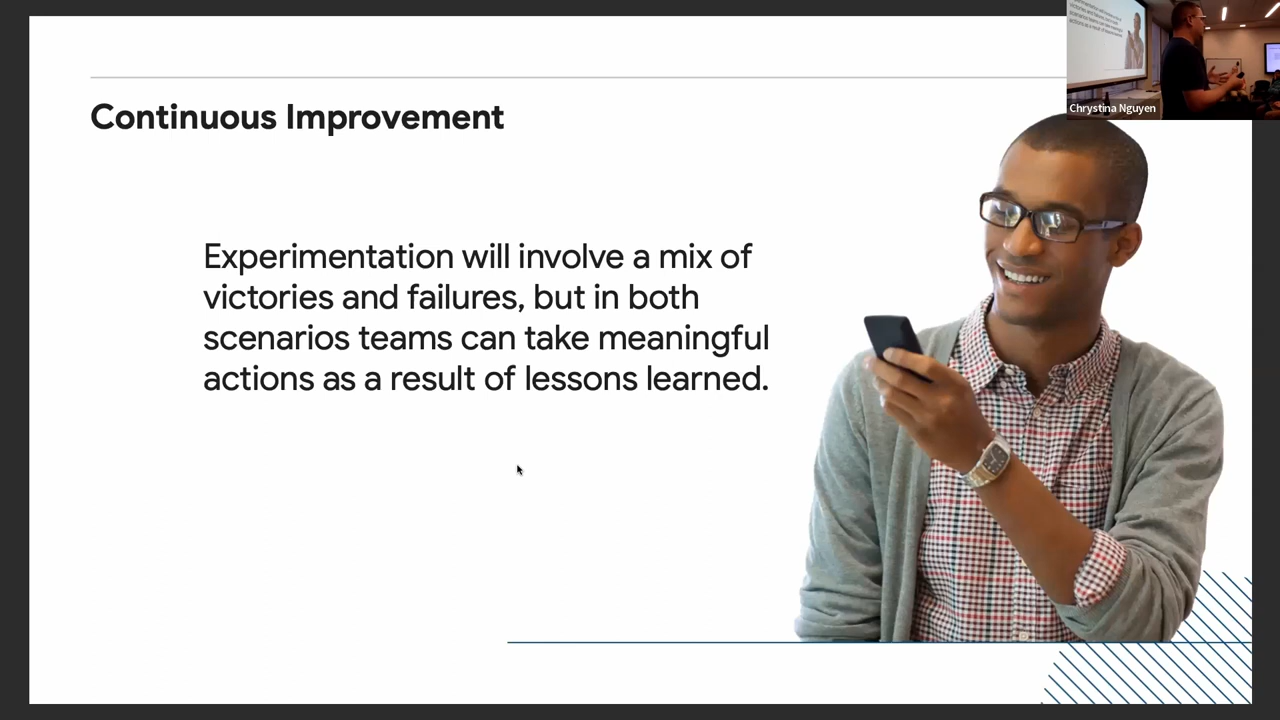 Continuous Improvement
Experimentation will involve a mix of
victories and failures, but in both
scenarios teams can take meaningful
actions as a result of lessons learned.
Chrystina Nguyen